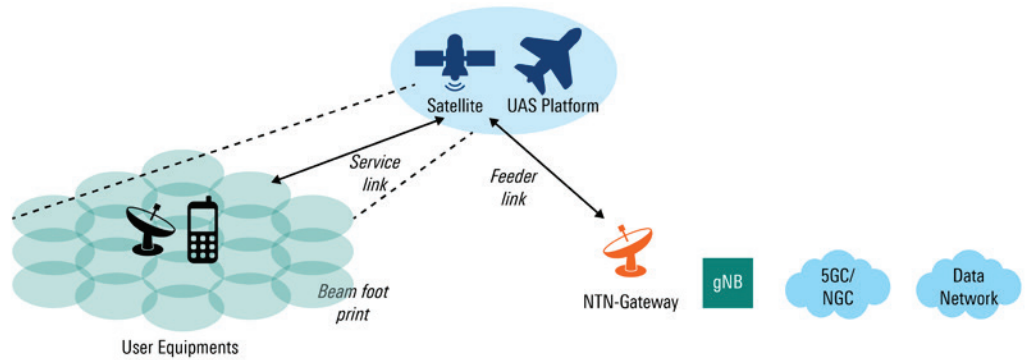 Satellite
UAS Platform
Service
link
Feeder
link
Beam foot
print
User Equipments
NTN-Gateway
gNB
5GC/
NGC
Data
Network